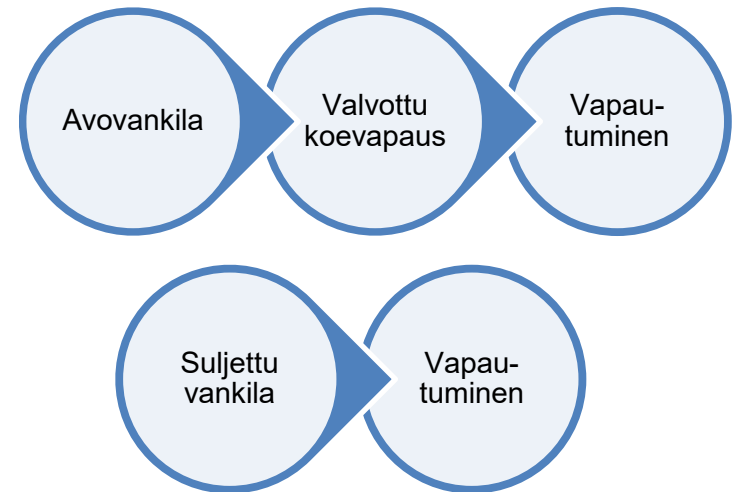 Avovankila
Valvottu
koevapaus
Vapau-
tuminen
Suljettu
vankila
Vapau-
tuminen